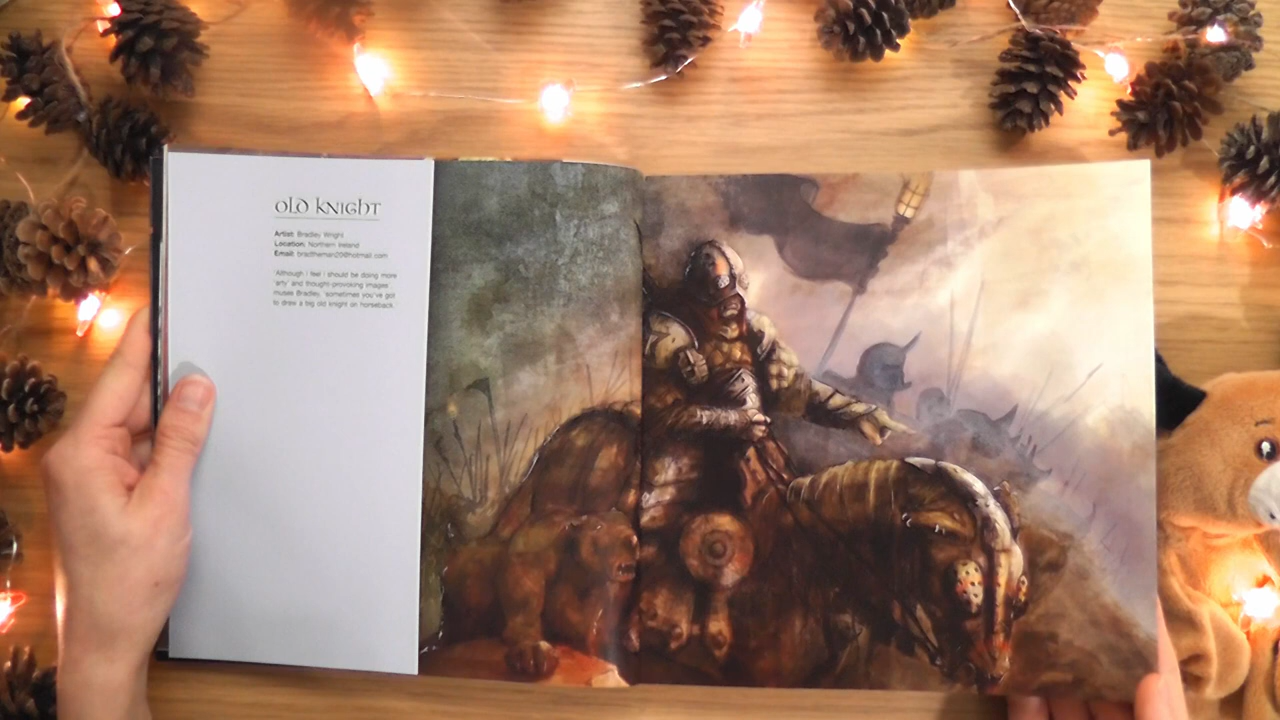 OLD KNIGHT
Artist: Bradley Wright
Location: Northern Ireland
Email: bradtheman20@hotmail.com
'Although I feel I should be doing more
'arty' and thought-provoking images
muses Bradley, 'sometimes you've got
to draw a big old knight on horseback.'